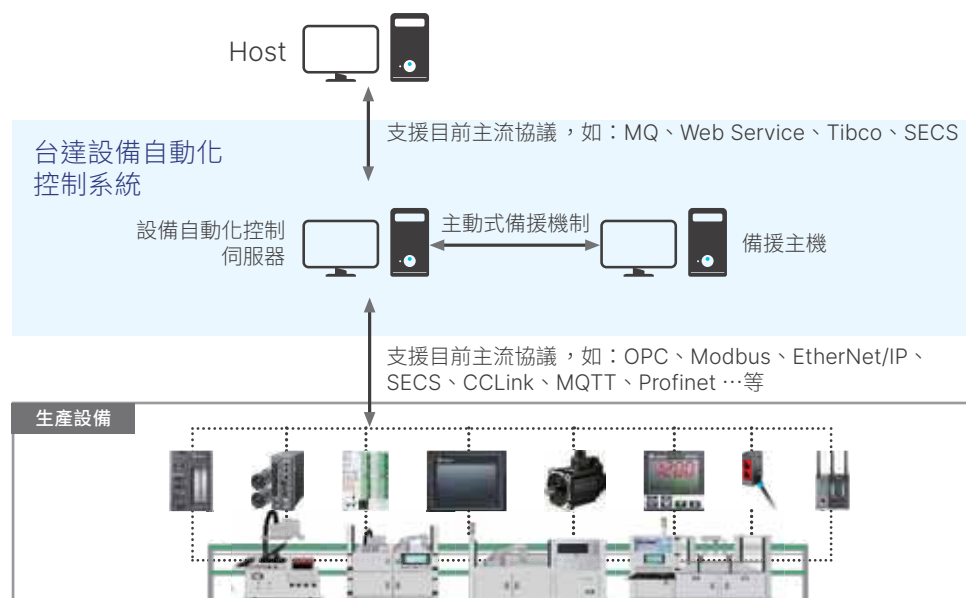 Host
支援目前主流協議，如：MQ、Web Service、Tibco、SECS
台達設備自動化
控制系統
設備自動化控制
伺服器
主動式備援機制
備援主機
支援目前主流協議，如：OPC、Modbus、EtherNet/IP、
SECS、CCLink、MQTT、Profinet …等
生產設備